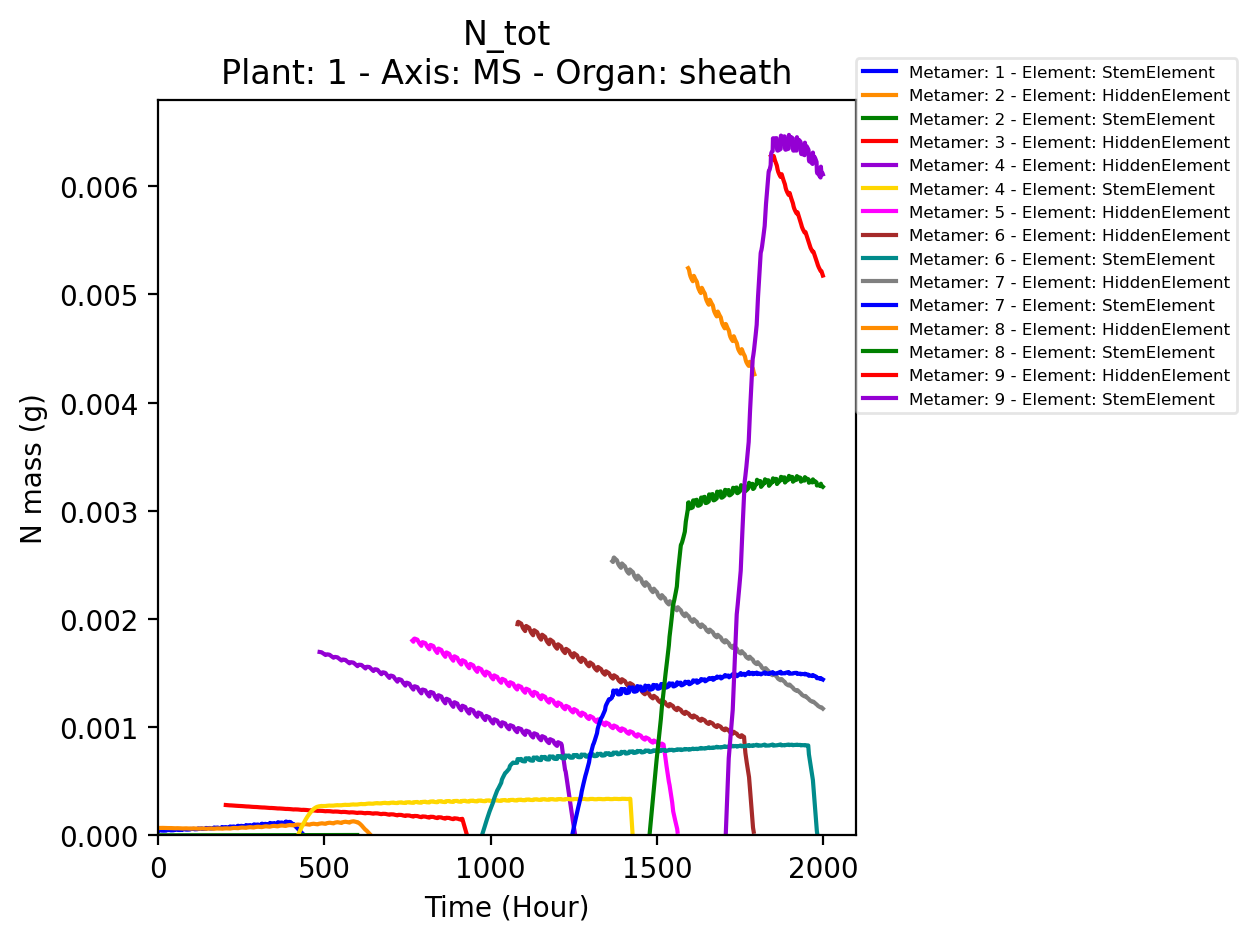 N_tot
Plant: 1 - Axis: MS - Organ: sheath
Metamer: 1 - Element: StemElement
Metamer: 2 - Element: HiddenElement
Metamer: 2 - Element: StemElement
Metamer: 3 - Element: HiddenElement
Metamer: 4 - Element: HiddenElement
Metamer: 4 - Element: StemElement
Metamer: 5 - Element: HiddenElement
Metamer: 6 - Element: HiddenElement
Metamer: 6 - Element: StemElement
Metamer: 7 - Element: HiddenElement
Metamer: 7 - Element: StemElement
Metamer: 8 - Element: HiddenElement
Metamer: 8 - Element: StemElement
Metamer: 9 - Element: HiddenElement
Metamer: 9 - Element: StemElement
N mass (g)
0.006
0.005
0.004
0.003
0.002
0.001
0.000
0 500 1000 1500 2000
Time (Hour)